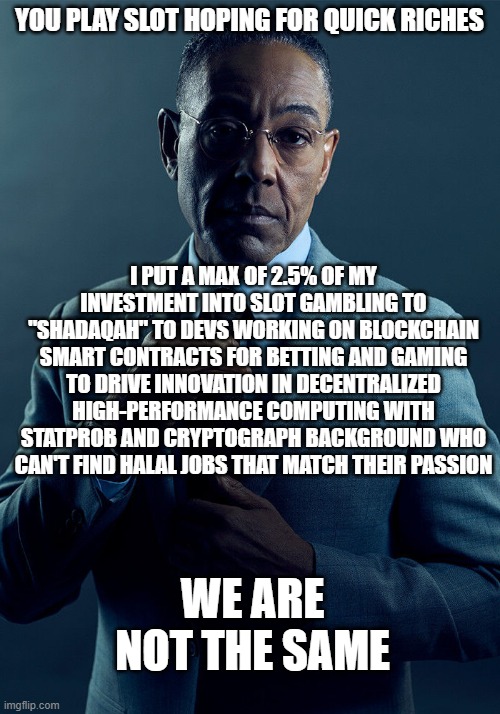 YOU PLAY SLOT HOPING FOR QUICK RICHES
I PUT A MAX OF 2.5% OF MY
INVESTMENT INTO SLOT GAMBLING TO
"SHADAQAH" TO DEVS WORKING ON BLOCKCHAIN
SMART CONTRACTS FOR BETTING AND GAMING
TO DRIVE INNOVATION IN DECENTRALIZED
HIGH-PERFORMANCE COMPUTING WITH
STATPROB AND CRYPTOGRAPH BACKGROUND WHO
CAN'T FIND HALAL JOBS THAT MATCH THEIR PASSION
WE ARE
NOT THE SAME
imgflip.com